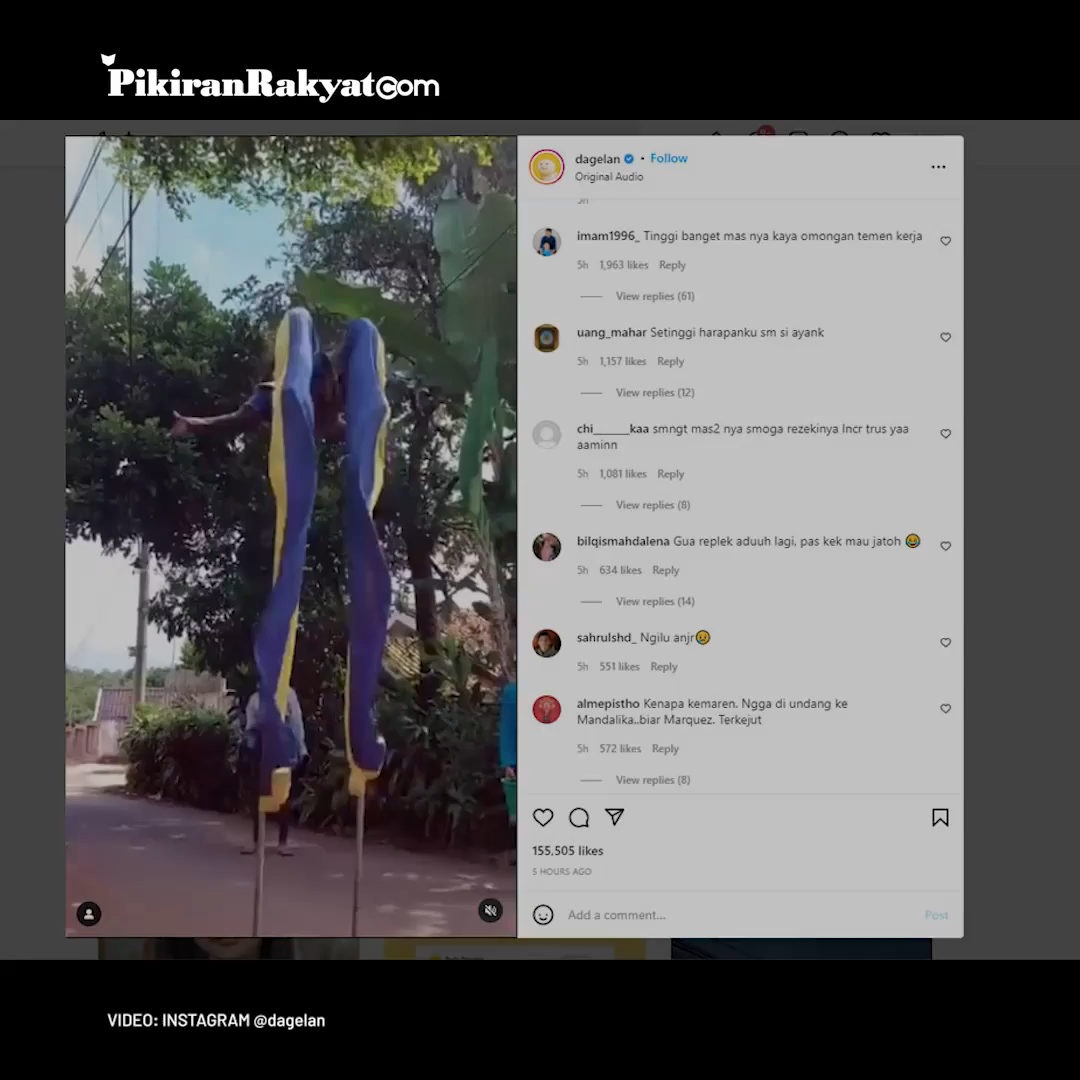 PikiranRakyat.com
dagelan • Follow
Original Audio
5h
imam1996_ Tinggi banget mas nya kaya omongan temen kerja
5h 1,963 likes Reply
View replies (61)
uang_mahar Setinggi harapanku sm si ayank
5h 1,157 likes Reply
View replies (12)
chi______kaa smngt mas2 nya smoga rezekinya lncr trus yaa
aaminn
5h 1,081 likes Reply
View replies (8)
bilqismahdalena Gua replek aduuh lagi, pas kek mau jatoh 😂
5h 634 likes Reply
View replies (14)
sahrulshd_ Ngilu anjr😢
5h 551 likes Reply
almepistho Kenapa kemaren. Ngga di undang ke
Mandalika..biar Marquez. Terkejut
5h 572 likes Reply
View replies (8)
155,505 likes
5 HOURS AGO
Add a comment... Post
VIDEO: INSTAGRAM @dagelan